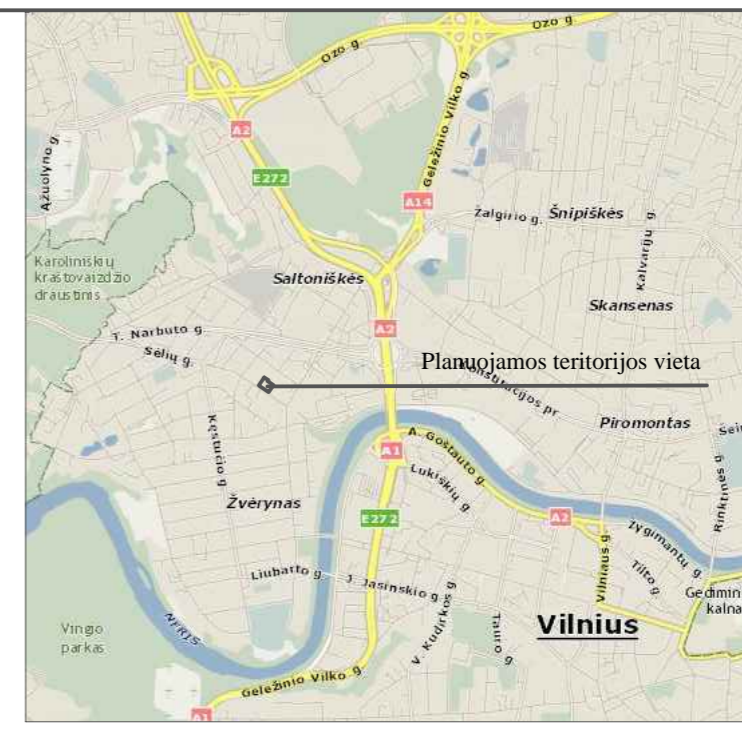 Ozo g.
Ozo g.
Geležinio Vilko g.
A2
Ąžuolyno g.
E272
A14
Žalgirio g.
Šnipiškės
Kalvarijų g.
Karoliniškių
kraštovaizdžio
draustinis
Saltoniškės
Skansenas
T. Narbuto g.
A2
Sėlių g.
Planuojamos teritorijos vieta
Konstitucijos pr.
Kęstučio g.
Piromontas
A. Goštauto g.
A1
Lukiškių g.
Rinktinės g.
Žvėrynas
E272
A2
Žygimantų g.
Vilniaus g.
Tilto g.
Liubarto g.
J. Jasinskio g.
V. Kudirkos g.
Tauro g.
Gedimin
kalna
Vilnius
Vingio
parkas
NERIS
Geležinio Vilko g.
A1